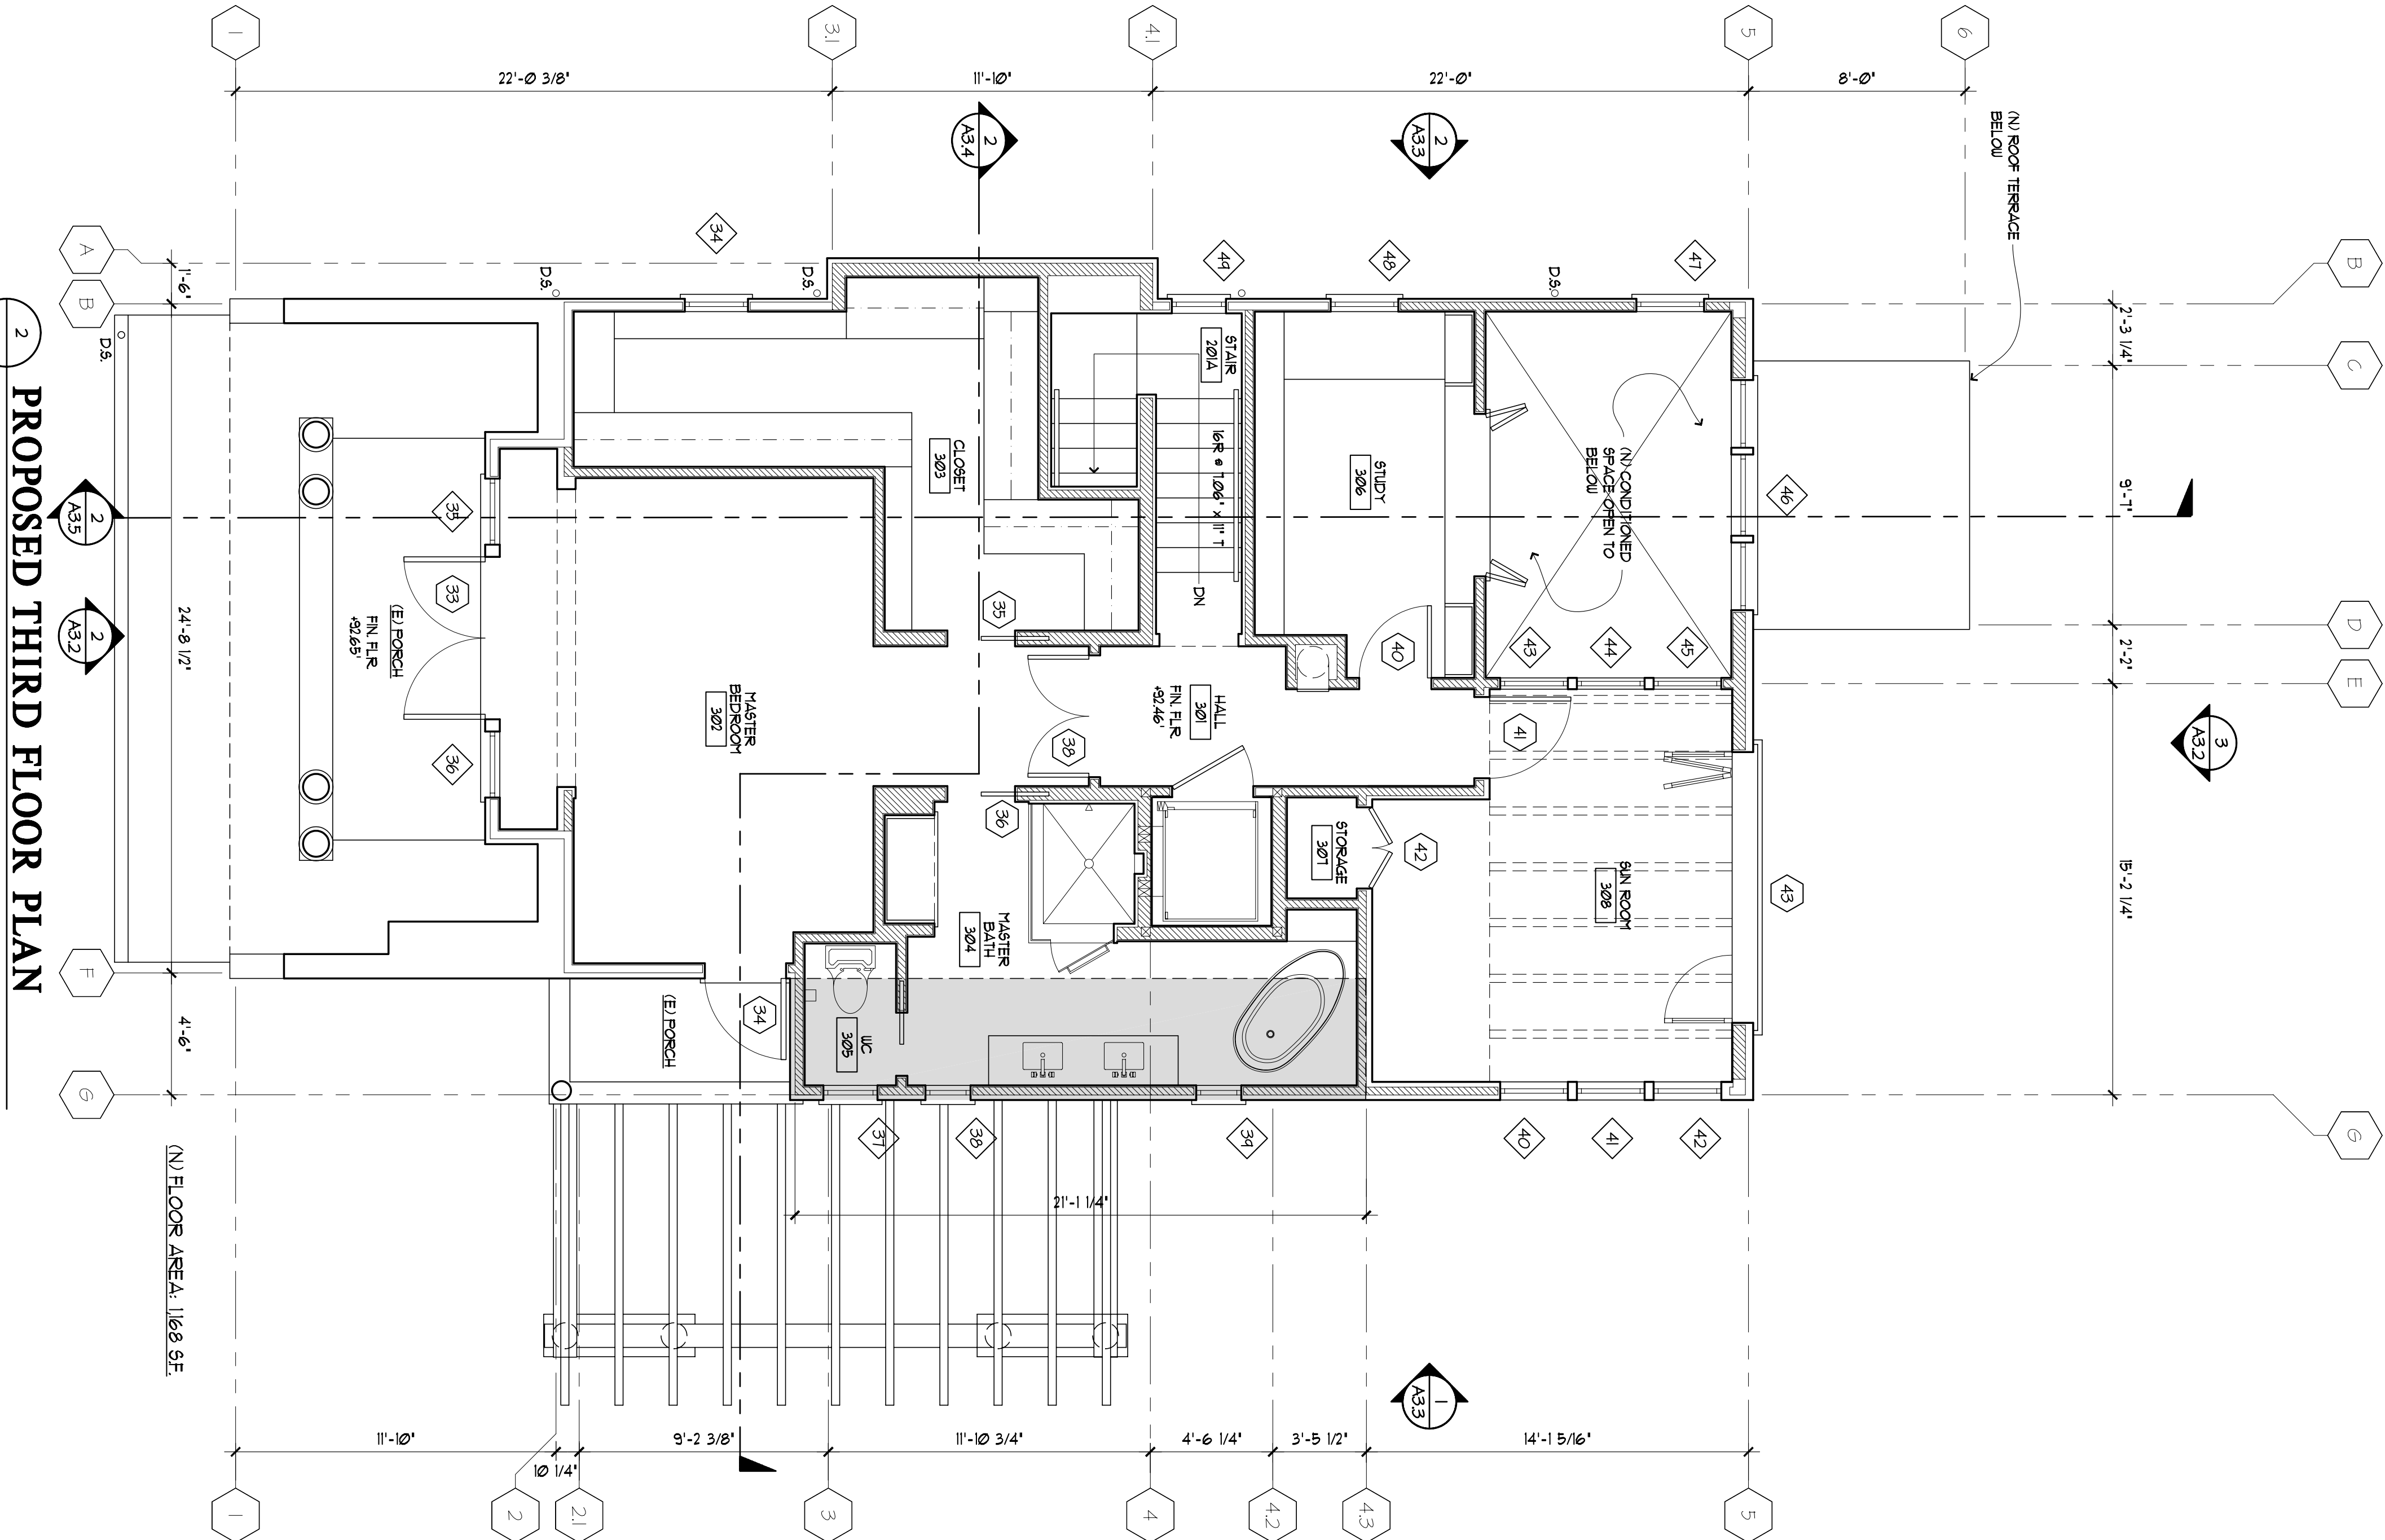 1
3.1
4.1
5
6
22'-0 3/8"
11'-10"
22'-0"
8'-0"
(N) ROOF TERRACE
BELOW
2
A3.4
2
A3.3
A
B
1'-6"
34
D.S.
D.S.
49
48
D.S.
47
B
2'-3 1/4"
C
D.S.
STAIR
201A
16R @ 7.06" x 11" T
DN
CLOSET
303
STUDY
306
(N) CONDITIONED
SPACE OPEN TO
BELOW
46
9'-7"
2
A3.5
2
A3.2
24'-8 1/2"
35
33
36
(E) PORCH
FIN. FLR
+92.65'
35
40
43
44
45
D
2'-2"
E
MASTER
BEDROOM
302
38
HALL
301
FIN. FLR
+92.46'
41
3
A3.2
36
STORAGE
307
42
SUN ROOM
308
43
15'-2 1/4"
MASTER
BATH
304
F
4'-6"
G
(E) PORCH
34
WC
305
37
38
39
40
41
42
G
21'-1 1/4"
(N) FLOOR AREA: 1,168 S.F.
1
A3.3
11'-10"
10 1/4"
9'-2 3/8"
11'-10 3/4"
4'-6 1/4"
3'-5 1/2"
14'-1 5/16"
1
2
2.1
3
4
4.2
4.3
5
2
PROPOSED THIRD FLOOR PLAN